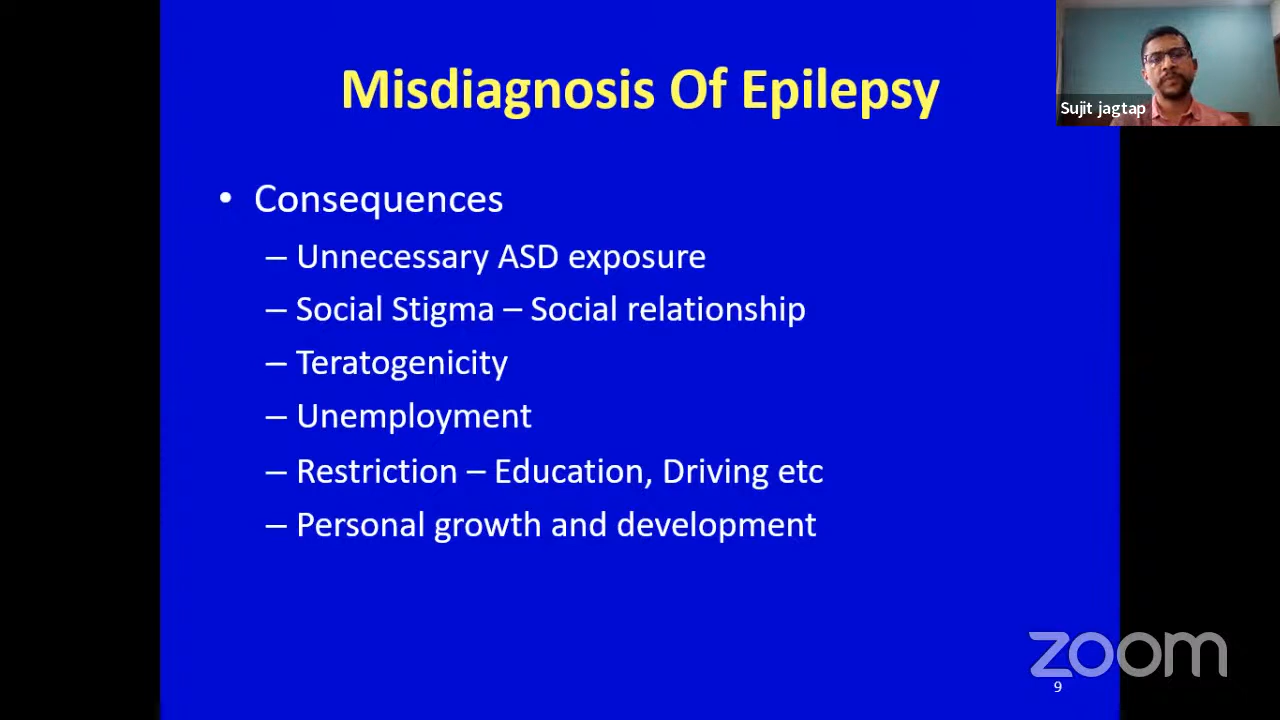 Misdiagnosis Of Epilepsy
Sujit jagtap
• Consequences
– Unnecessary ASD exposure
– Social Stigma – Social relationship
– Teratogenicity
– Unemployment
– Restriction – Education, Driving etc
– Personal growth and development
zoom
9